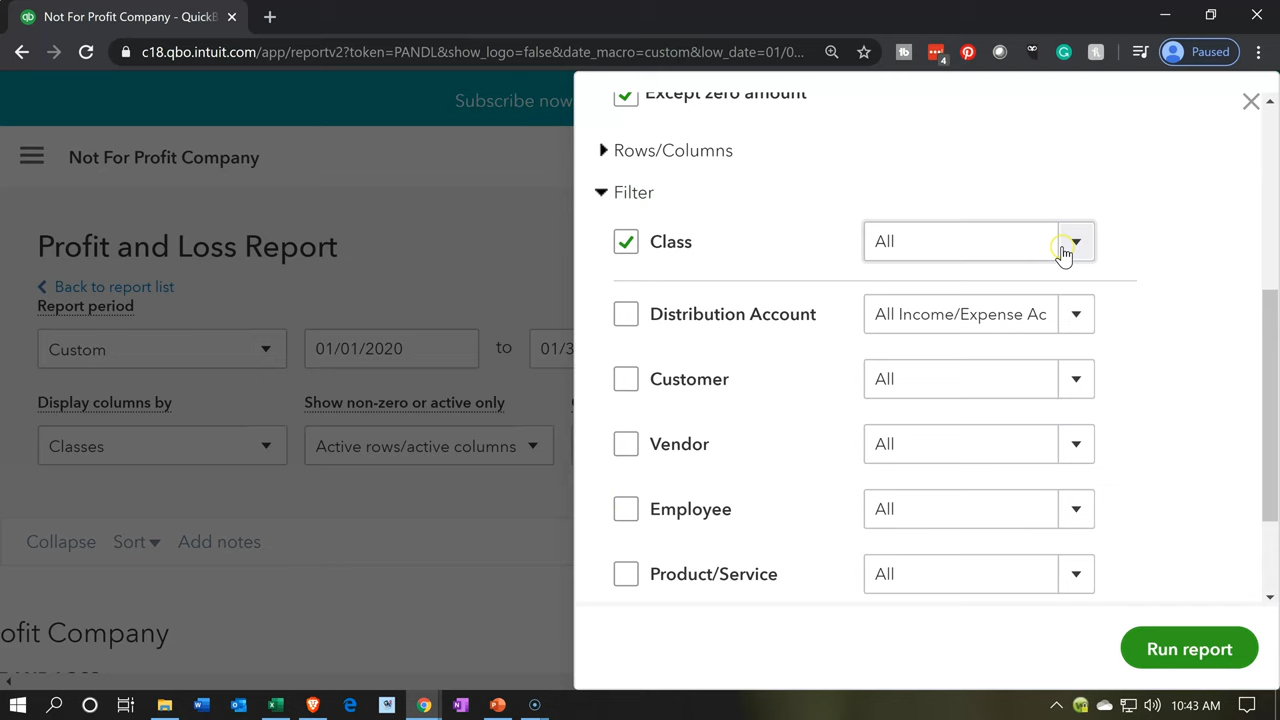 Not For Profit Company - QuickB
c18.qbo.intuit.com/app/reportv2?token=PANDL&show_logo=false&date_macro=custom&low_date=01/0...
4
Paused
Subscribe now
Not For Profit Company
Profit and Loss Report
Back to report list
Report period
Custom
01/01/2020
to
01/3
Display columns by
Show non-zero or active only
Classes
Active rows/active columns
Collapse
Sort
Add notes
ofit Company
Except zero amount
Rows/Columns
Filter
Class
All
Distribution Account
All Income/Expense Ac
Customer
All
Vendor
All
Employee
All
Product/Service
All
Run report
10:43 AM